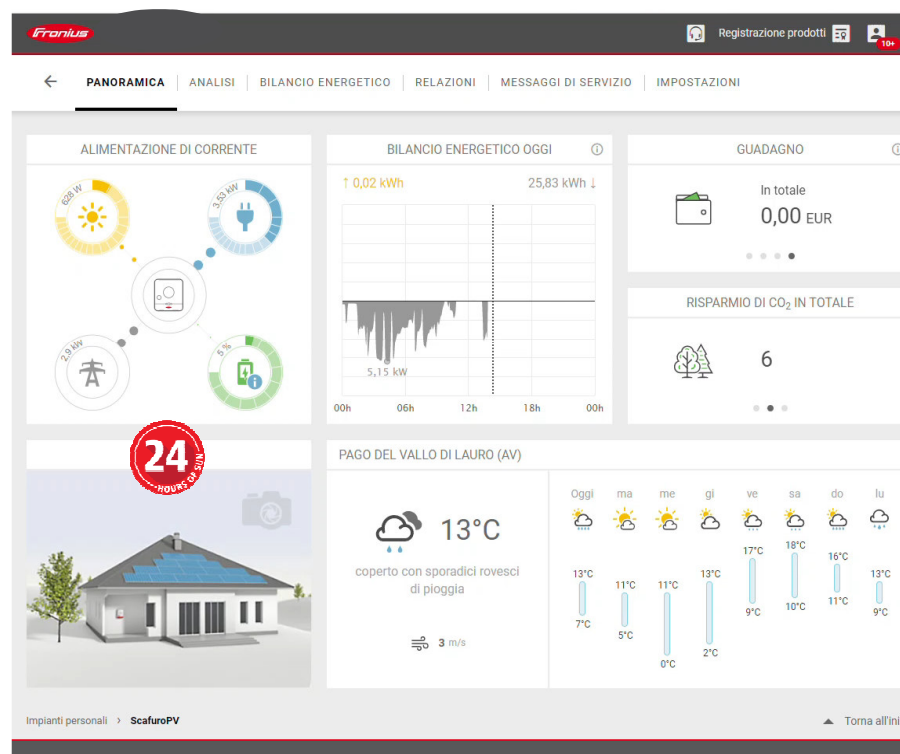 Fronius
Registrazione prodotti
10+
PANORAMICA
ANALISI
BILANCIO ENERGETICO
RELAZIONI
MESSAGGI DI SERVIZIO
IMPOSTAZIONI
ALIMENTAZIONE DI CORRENTE
628 W
3,53 kW
2,9 kW
5 %
BILANCIO ENERGETICO OGGI
↑ 0,02 kWh
25,83 kWh ↓
5,15 kW
00h 06h 12h 18h 00h
GUADAGNO
In totale
0,00 EUR
RISPARMIO DI CO₂ IN TOTALE
6
24
HOURS OF SUN
PAGO DEL VALLO DI LAURO (AV)
13°C
coperto con sporadici rovesci
di pioggia
3 m/s
Oggi ma me gi ve sa do lu
13°C 11°C 11°C 13°C 17°C 18°C 16°C 13°C
7°C 5°C 0°C 2°C 9°C 10°C 11°C 9°C
Impianti personali > ScafuroPV
Torna all'ini